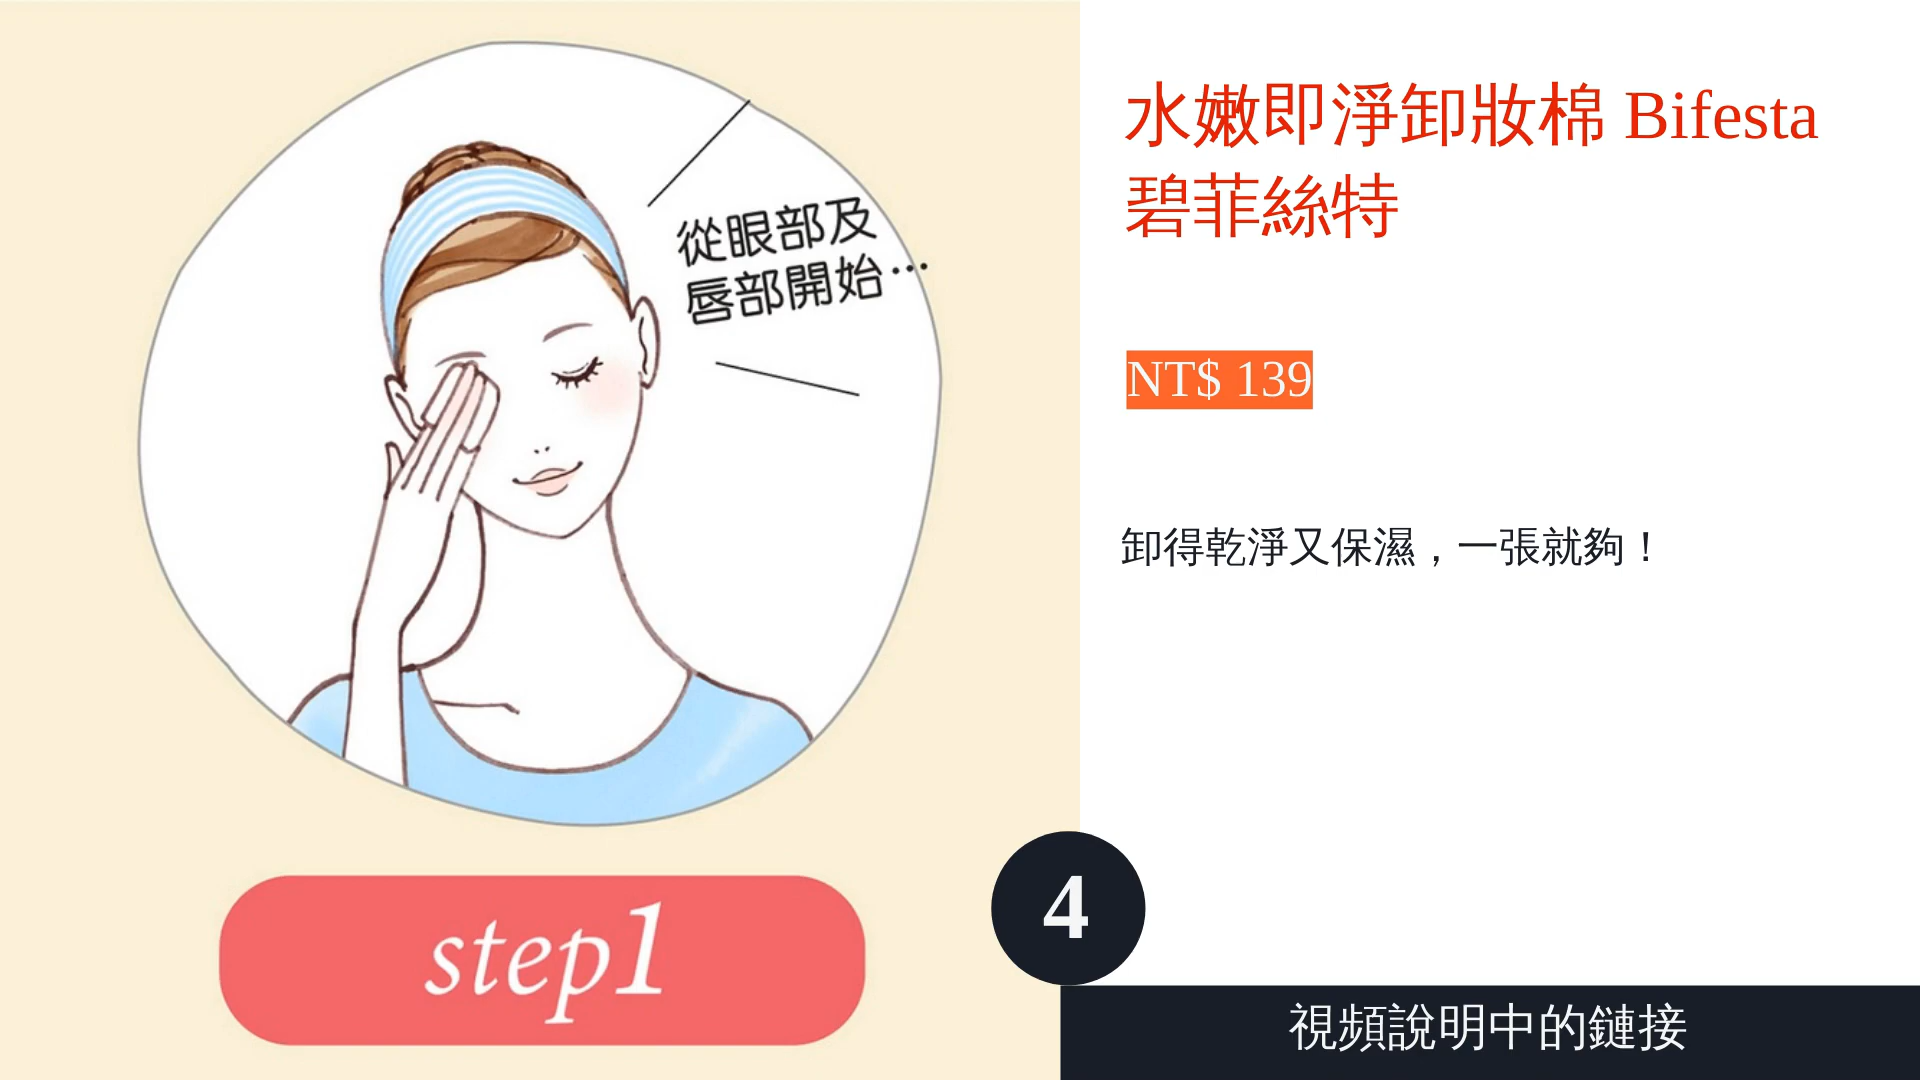 從眼部及
唇部開始…
step1
水嫩即淨卸妝棉 Bifesta
碧菲絲特
NT$ 139
卸得乾淨又保濕，一張就夠！
4
視頻說明中的鏈接